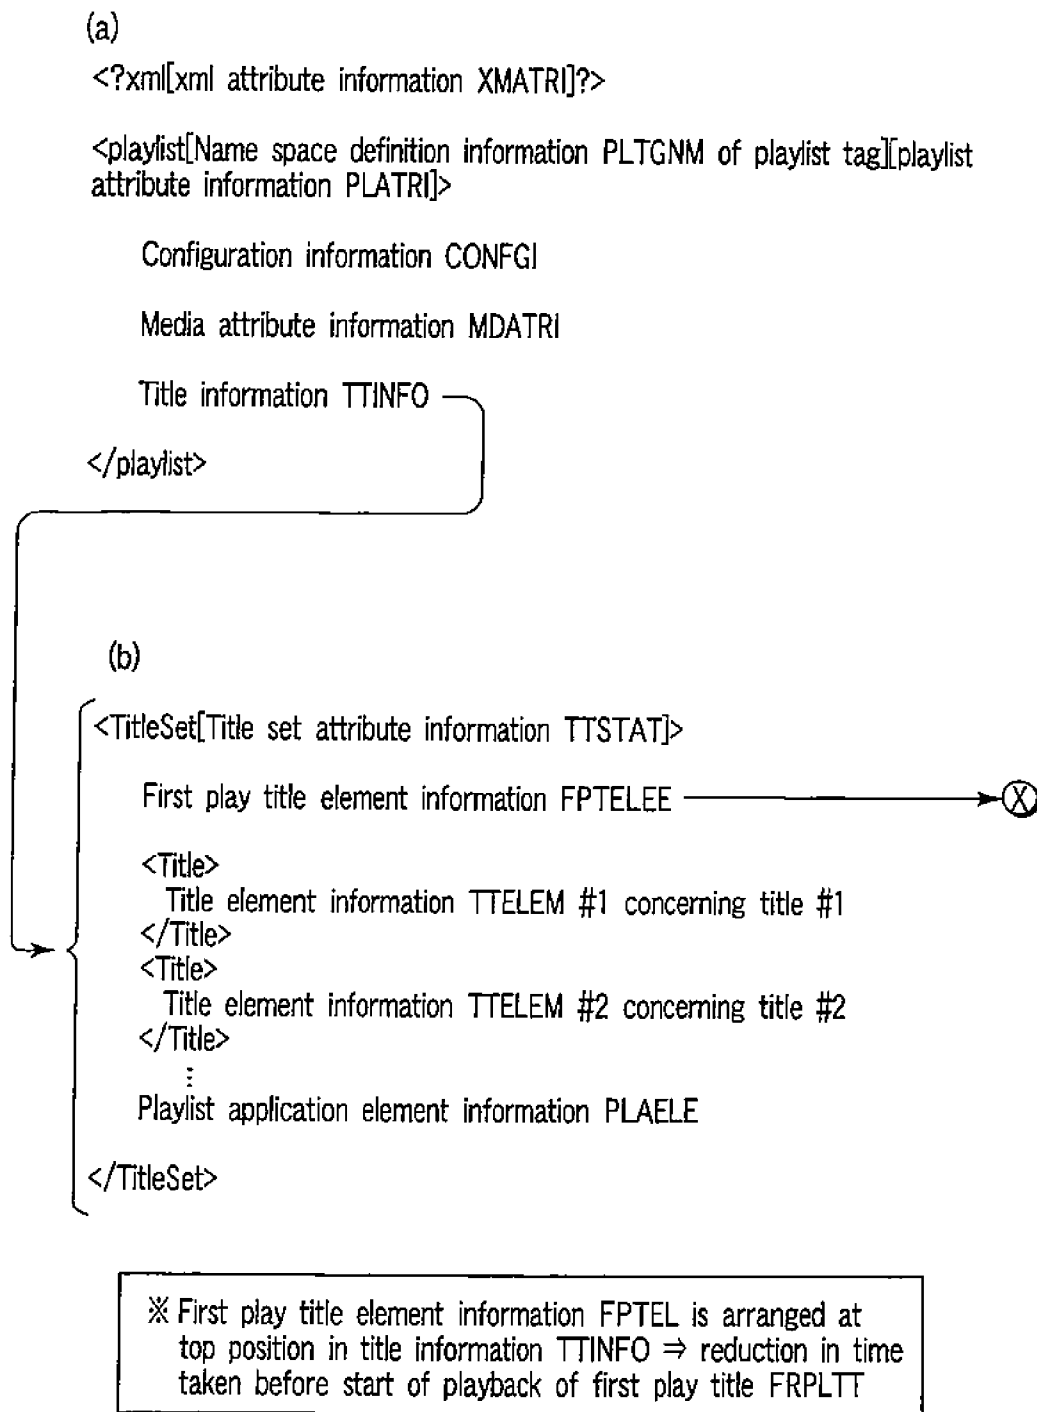 (a)
<?xml[xml attribute information XMATRI]?>
<playlist[Name space definition information PLTGNM of playlist tag][playlist
attribute information PLATRI]>
Configuration information CONFGI
Media attribute information MDATRI
Title information TTINFO
</playlist>
(b)
<TitleSet[Title set attribute information TTSTAT]>
First play title element information FPTELEE
X
<Title>
Title element information TTELEM #1 concerning title #1
</Title>
<Title>
Title element information TTELEM #2 concerning title #2
</Title>
⋮
Playlist application element information PLAELE
</TitleSet>
※ First play title element information FPTEL is arranged at
top position in title information TTINFO ⇒ reduction in time
taken before start of playback of first play title FRPLTT